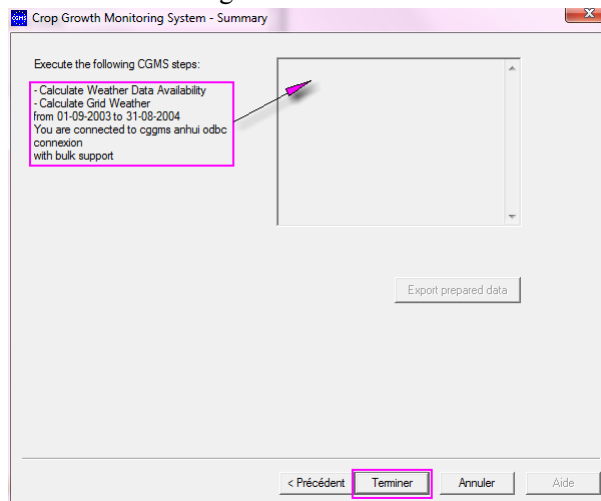 Crop Growth Monitoring System - Summary
Execute the following CGMS steps:
- Calculate Weather Data Availability
- Calculate Grid Weather
from 01-09-2003 to 31-08-2004
You are connected to cggms anhui odbc
connexion
with bulk support
Export prepared data
< Précédent
Terminer
Annuler
Aide